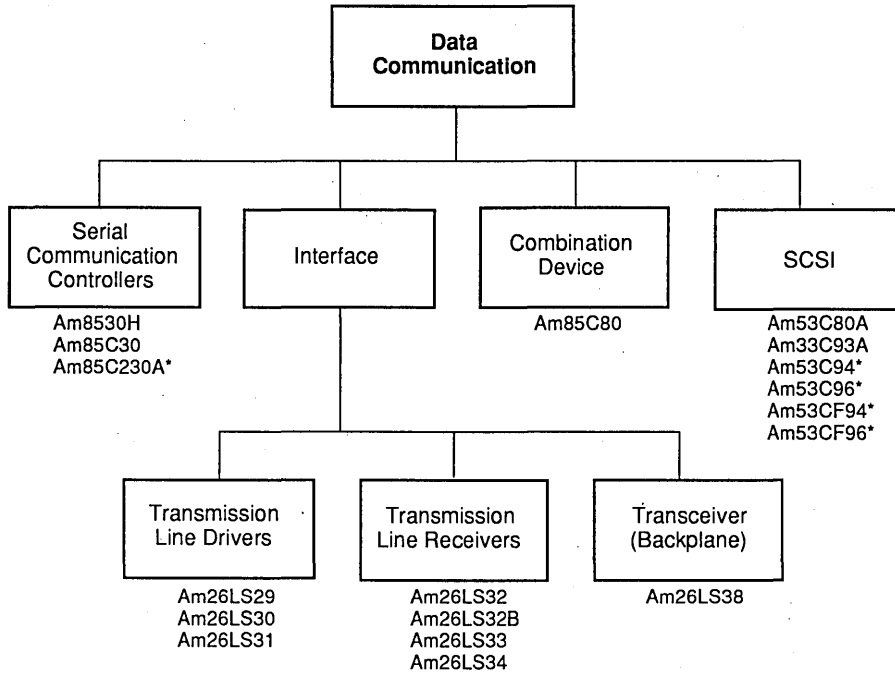 Data
Communication
Serial
Communication
Controllers
Am8530H
Am85C30
Am85C230A*
Interface
Combination
Device
Am85C80
SCSI
Am53C80A
Am33C93A
Am53C94*
Am53C96*
Am53CF94*
Am53CF96*
Transmission
Line Drivers
Am26LS29
Am26LS30
Am26LS31
Transmission
Line Receivers
Am26LS32
Am26LS32B
Am26LS33
Am26LS34
Transceiver
(Backplane)
Am26LS38